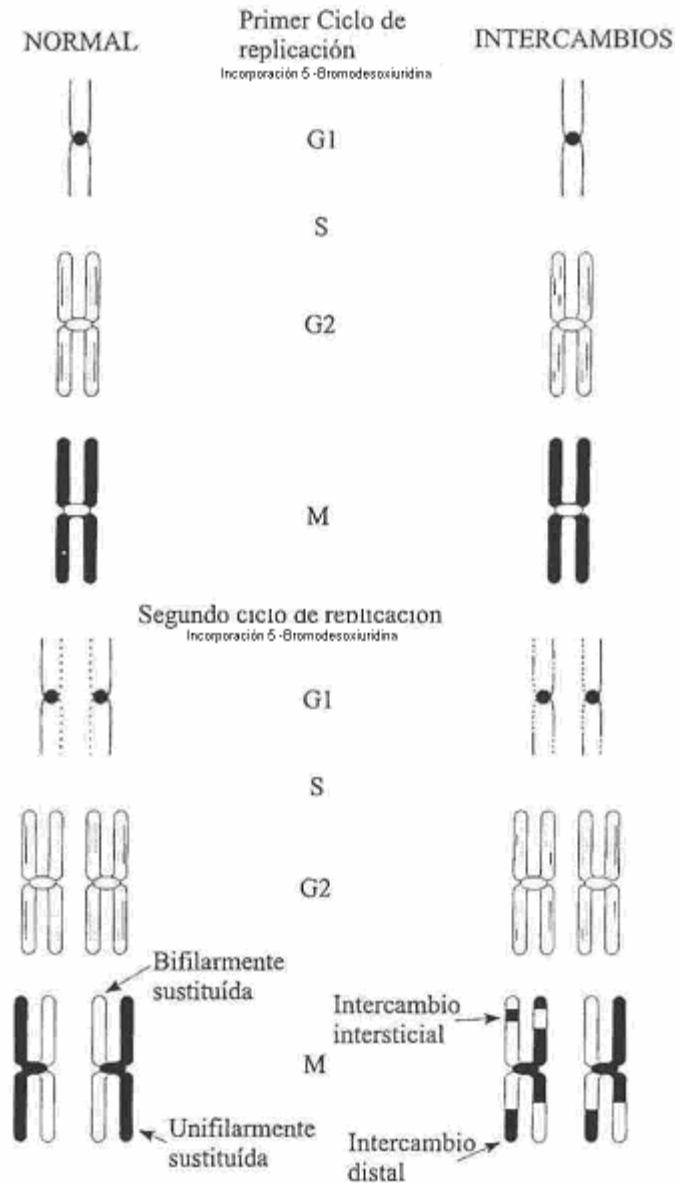 NORMAL
Primer Ciclo de
replicación
Incorporación 5 -Bromodesoxiuridina
INTERCAMBIOS
G1
S
G2
M
Segundo ciclo de replicación
Incorporación 5 -Bromodesoxiuridina
G1
S
G2
Bifilarmente
sustituída
Intercambio
intersticial
M
Unifilarmente
sustituída
Intercambio
distal